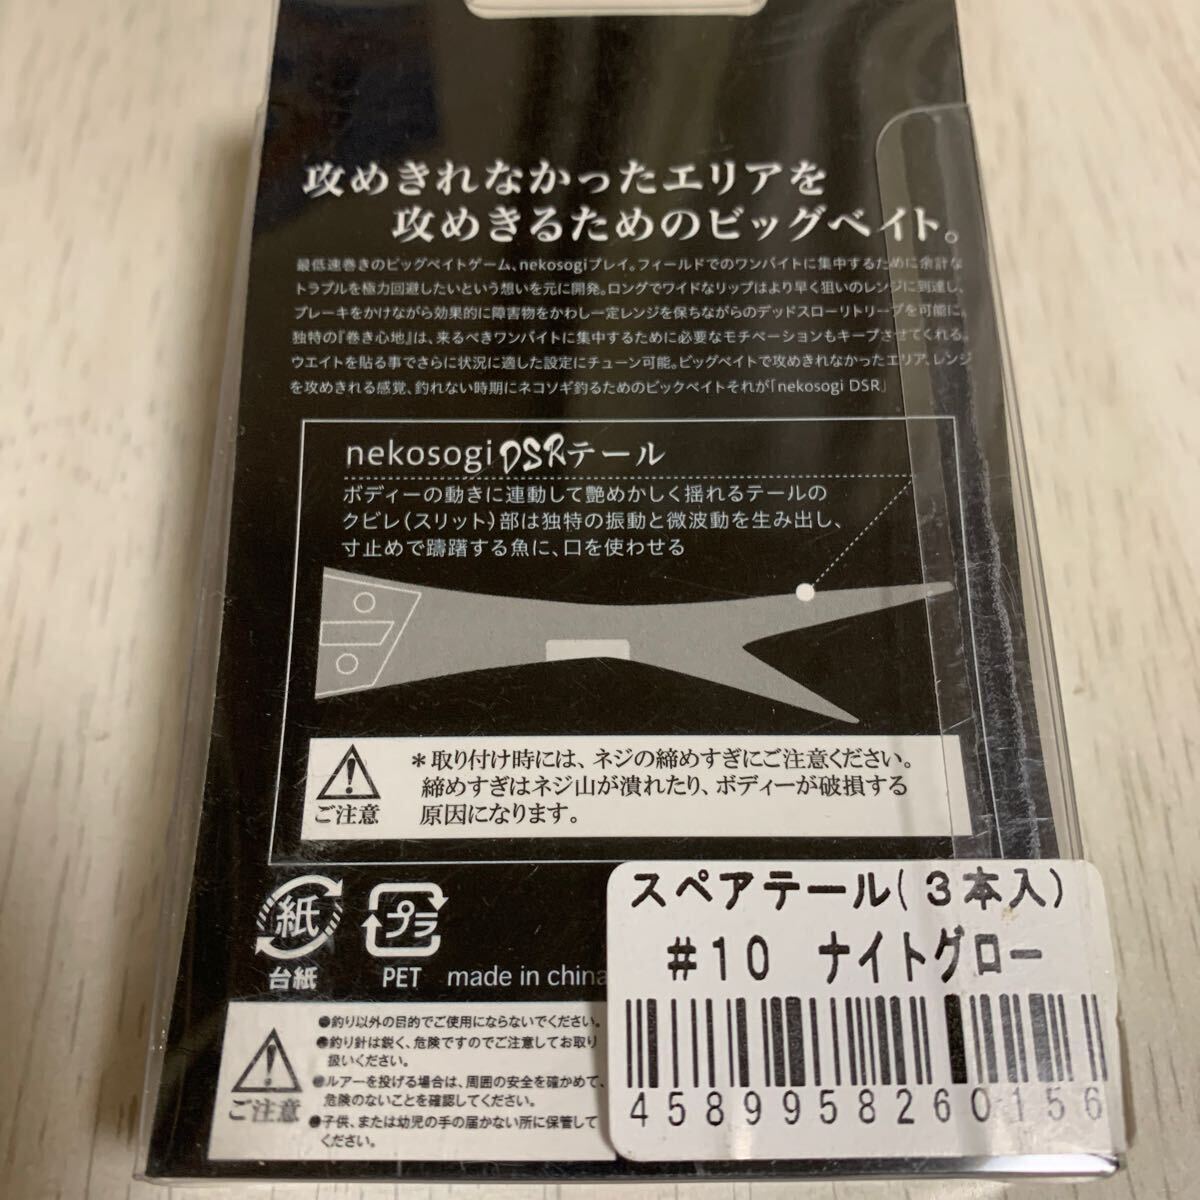 攻めきれなかったエリアを
攻めきるためのビッグベイト。
最低速巻きのビッグベイトゲーム、nekosogiプレイ。フィールドでのワンバイトに集中するために余計な
トラブルを極力回避したいという想いを元に開発。ロングでワイドなリップはより早く狙いのレンジに到達し、
ブレーキをかけながら効果的に障害物をかわし一定レンジを保ちながらのデッドスローリトリーブを可能に。
独特の『巻き心地』は、来るべきワンバイトに集中するために必要なモチベーションもキープさせてくれる。
ウエイトを貼る事でさらに状況に適した設定にチューン可能。ビッグベイトで攻めきれなかったエリア、レンジ
を攻めきれる感覚、釣れない時期にネコソギ釣るためのビックベイトそれが「nekosogi DSR」
nekosogi DSRテール
ボディーの動きに連動して艶めかしく揺れるテールの
クビレ(スリット)部は独特の振動と微波動を生み出し、
寸止めで躊躇する魚に、口を使わせる
ご注意
＊取り付け時には、ネジの締めすぎにご注意ください。
締めすぎはネジ山が潰れたり、ボディーが破損する
原因になります。
紙
台紙
プラ
PET
made in china
スペアテール(3本入)
#10 ナイトグロー
4589958260156
ご注意
●釣り以外の目的でご使用にならないでください。
●釣り針は鋭く、危険ですのでご注意してお取り
扱いください。
●ルアーを投げる場合は、周囲の安全を確かめて、
危険のないことを確認してください。
●子供、または幼児の手の届かない所に保管して
ください。